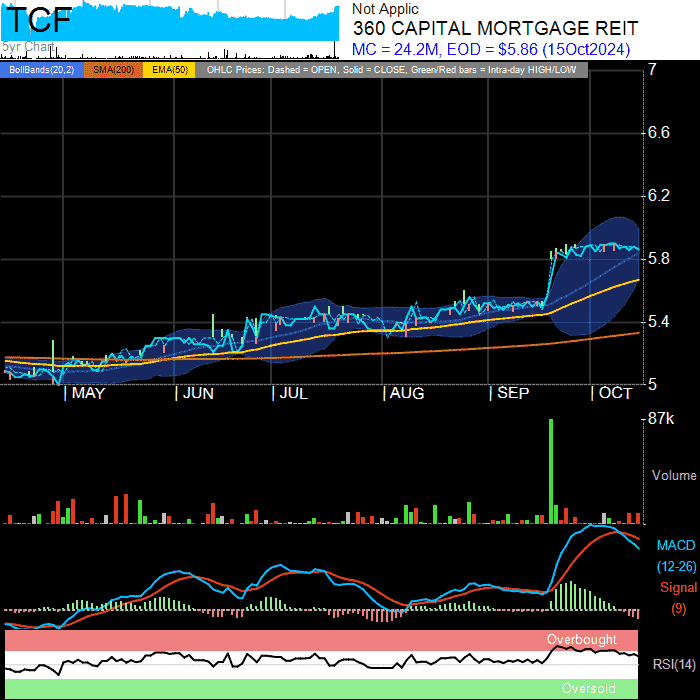 TCF
5yr Chart
Not Applic
360 CAPITAL MORTGAGE REIT
MC = 24.2M, EOD = $5.86 (15Oct2024)
BollBands(20,2) SMA(200) EMA(50) OHLC Prices: Dashed = OPEN, Solid = CLOSE, Green/Red bars = Intra-day HIGH/LOW
7
6.6
6.2
5.8
5.4
5
MAY JUN JUL AUG SEP OCT
87k
Volume
MACD
(12-26)
Signal
(9)
Overbought
RSI(14)
Oversold